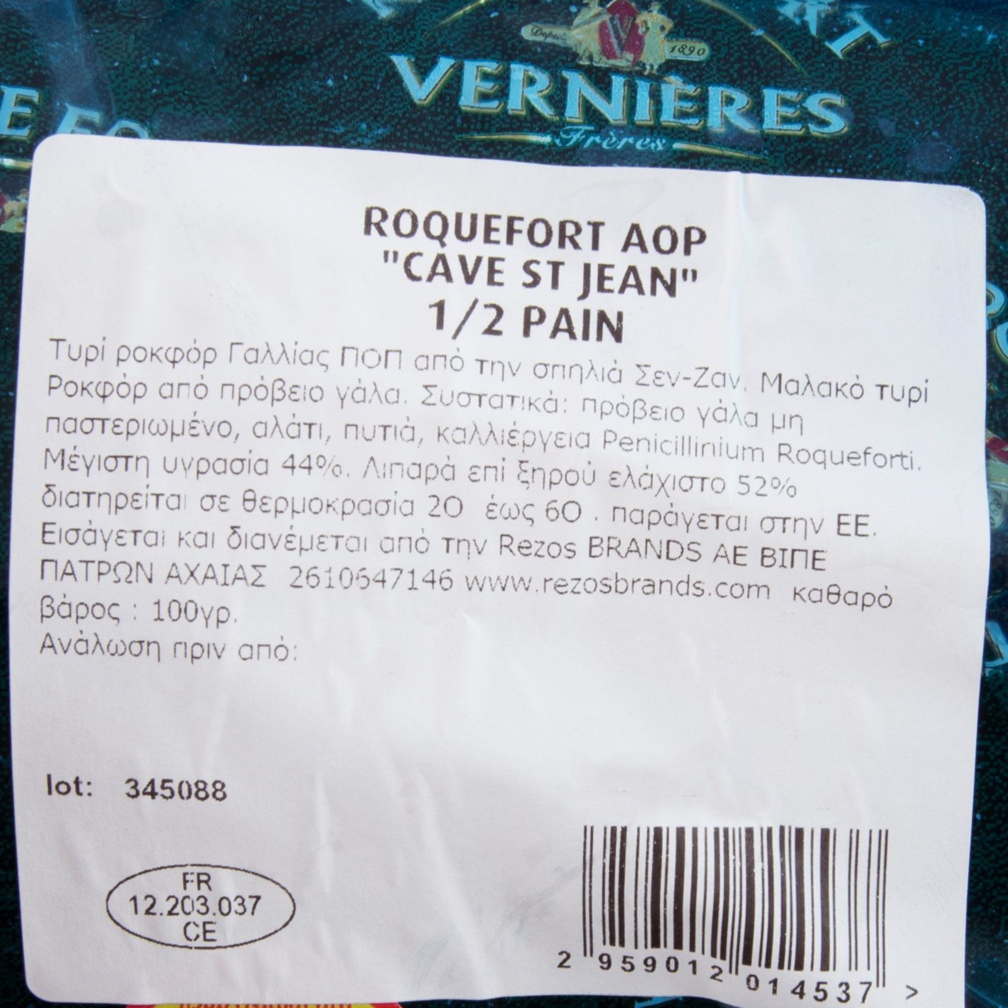 Depuis 1890
VERNIÈRES
Frères
ROQUEFORT AOP
"CAVE ST JEAN"
1/2 PAIN
Τυρί ροκφόρ Γαλλίας ΠΟΠ από την σπηλιά Σεν-Ζαν. Μαλακό τυρί
Ροκφόρ από πρόβειο γάλα. Συστατικά: πρόβειο γάλα μη
παστεριωμένο, αλάτι, πυτιά, καλλιέργεια Penicillinium Roqueforti.
Μέγιστη υγρασία 44%. Λιπαρά επί ξηρού ελάχιστο 52%
διατηρείται σε θερμοκρασία 2Ο έως 6Ο . παράγεται στην ΕΕ.
Εισάγεται και διανέμεται από την Rezos BRANDS ΑΕ ΒΙΠΕ
ΠΑΤΡΩΝ ΑΧΑΙΑΣ 2610647146 www.rezosbrands.com καθαρό
βάρος : 100γρ.
Ανάλωση πριν από:
lot: 345088
FR
12.203.037
CE
2 959012 014537 >